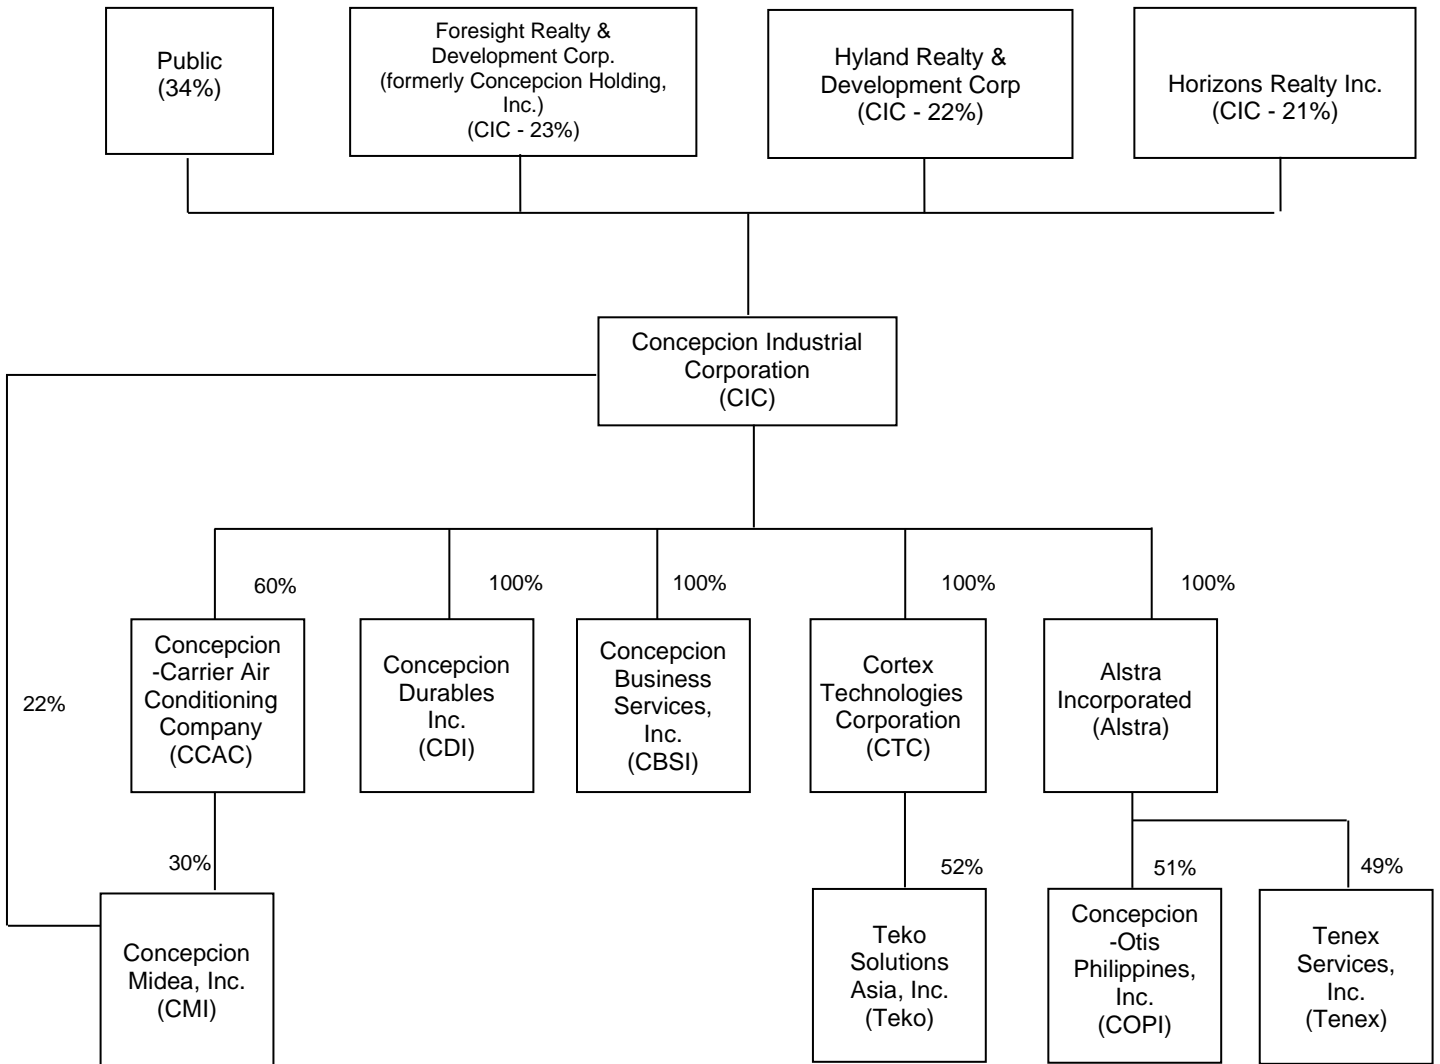 Public
(34%)
Foresight Realty &
Development Corp.
(formerly Concepcion Holding,
Inc.)
(CIC - 23%)
Hyland Realty &
Development Corp
(CIC - 22%)
Horizons Realty Inc.
(CIC - 21%)
Concepcion Industrial
Corporation
(CIC)
60%
100%
100%
100%
100%
22%
Concepcion
-Carrier Air
Conditioning
Company
(CCAC)
Concepcion
Durables
Inc.
(CDI)
Concepcion
Business
Services,
Inc.
(CBSI)
Cortex
Technologies
Corporation
(CTC)
Alstra
Incorporated
(Alstra)
30%
52%
51%
49%
Concepcion
Midea, Inc.
(CMI)
Teko
Solutions
Asia, Inc.
(Teko)
Concepcion
-Otis
Philippines,
Inc.
(COPI)
Tenex
Services,
Inc.
(Tenex)